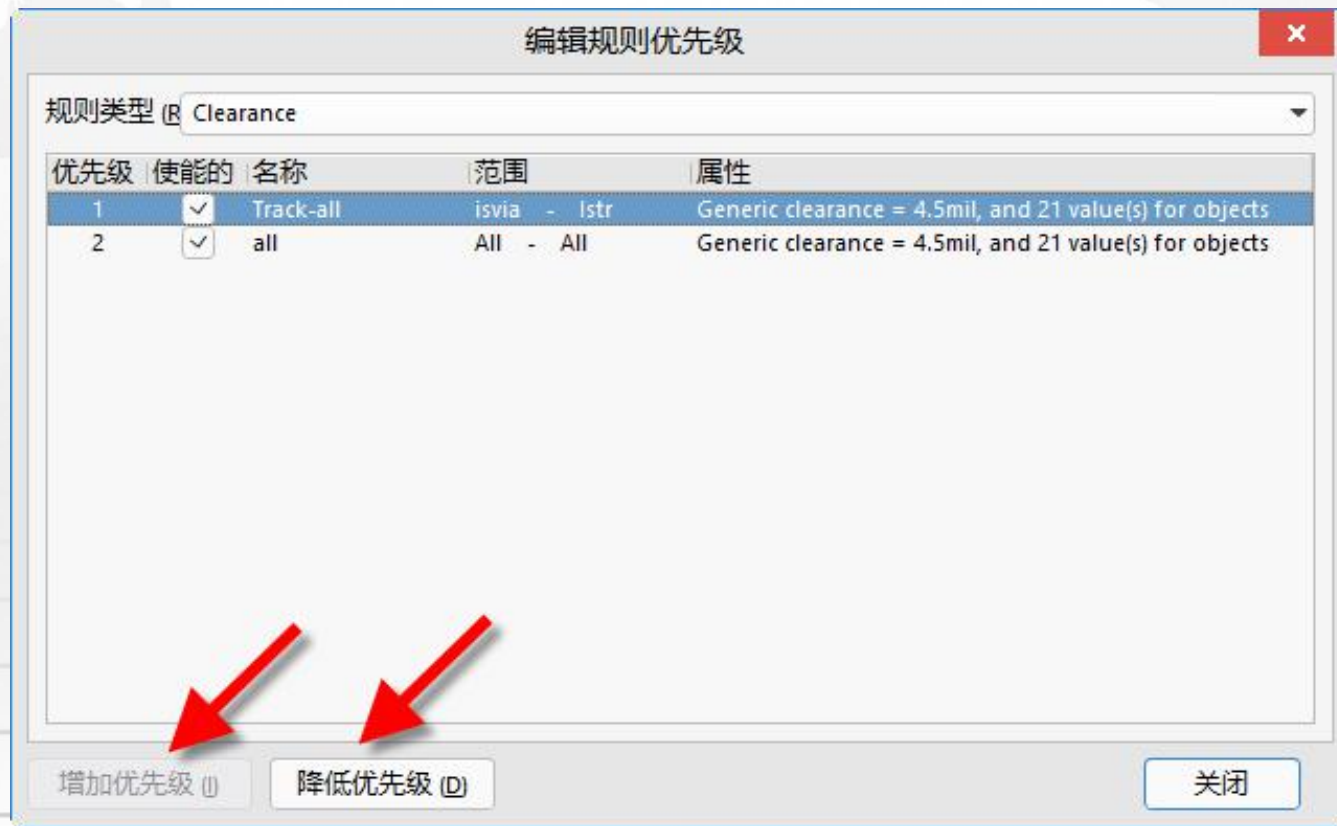 编辑规则优先级
规则类型 (R Clearance
优先级 使能的 名称 范围 属性
1 Track-all isvia - Istr Generic clearance = 4.5mil, and 21 value(s) for objects
2 all All - All Generic clearance = 4.5mil, and 21 value(s) for objects
增加优先级 (I) 降低优先级 (D) 关闭